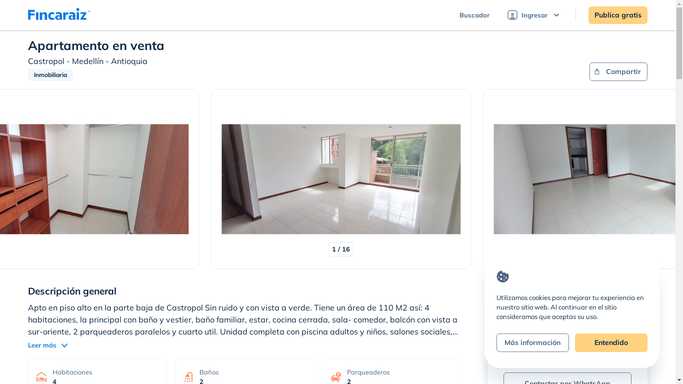 Fincaraiz
Buscador
Ingresar
Publica gratis
Apartamento en venta
Castropol - Medellín - Antioquia
Inmobiliaria
Compartir
1 / 16
Descripción general
Apto en piso alto en la parte baja de Castropol Sin ruido y con vista a verde. Tiene un área de 110 M2 así: 4
habitaciones, la principal con baño y vestier, baño familiar, estar, cocina cerrada, sala- comedor, balcón con vista a
sur-oriente, 2 parqueaderos paralelos y cuarto util. Unidad completa con piscina adultos y niños, salones sociales,...
Leer más
Habitaciones
4
Baños
2
Parqueaderos
2
Utilizamos cookies para mejorar tu experiencia en
nuestro sitio web. Al continuar en el sitio
consideramos que aceptas su uso.
Más información
Entendido
Contactar por WhatsApp